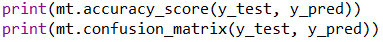 print(mt.accuracy_score(y_test, y_pred))
print(mt.confusion_matrix(y_test, y_pred))